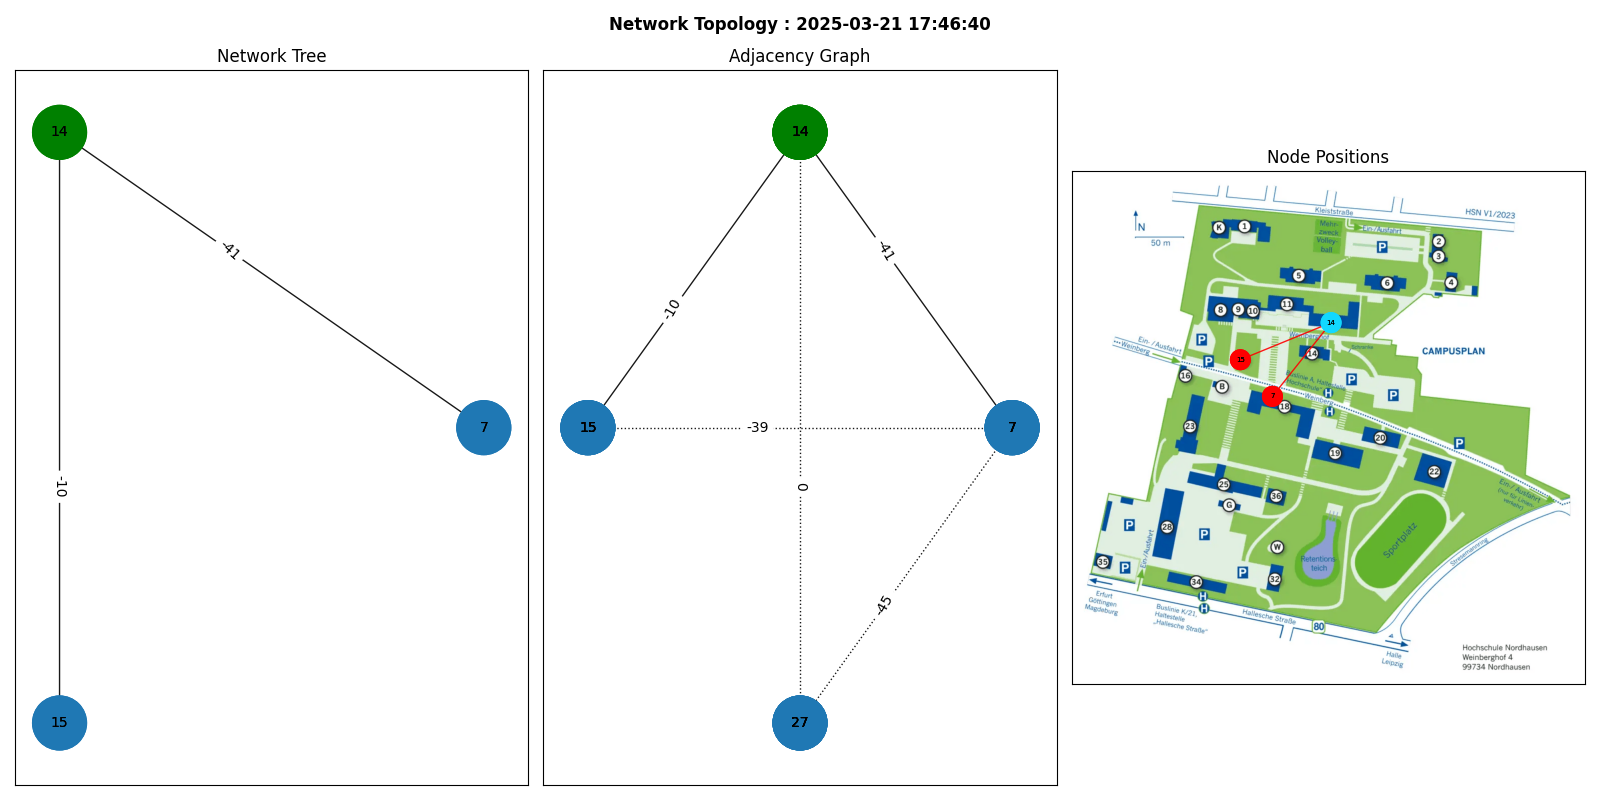 Network Topology : 2025-03-21 17:46:40
Network Tree
14
-41
-10
7
15
Adjacency Graph
14
-41
-10
15
-39
7
0
-45
27
Node Positions
HSN V1/2023
Kleiststraße
N
50 m
K
1
Mehr-
zweck
Volley-
ball
Ein-/Ausfahrt
P
2
3
4
5
6
8
9
10
11
14
P
15
14
CAMPUSPLAN
Ein- / Ausfahrt
Weinberg
P
P
P
16
B
Buslinie A, Haltestelle
"Hochschule"
H
Weinberg
H
7
18
23
20
P
19
22
25
36
G
Ein- / Ausfahrt
28
P
P
W
Sportplatz
Retentions-
teich
Stresemannring
35
P
Ein-/Ausfahrt
34
P
32
H
H
Erfurt
Göttingen
Magdeburg
Buslinie K/21,
Haltestelle
„Hallesche Straße"
Hallesche Straße
80
Halle
Leipzig
Hochschule Nordhausen
Weinberghof 4
99734 Nordhausen